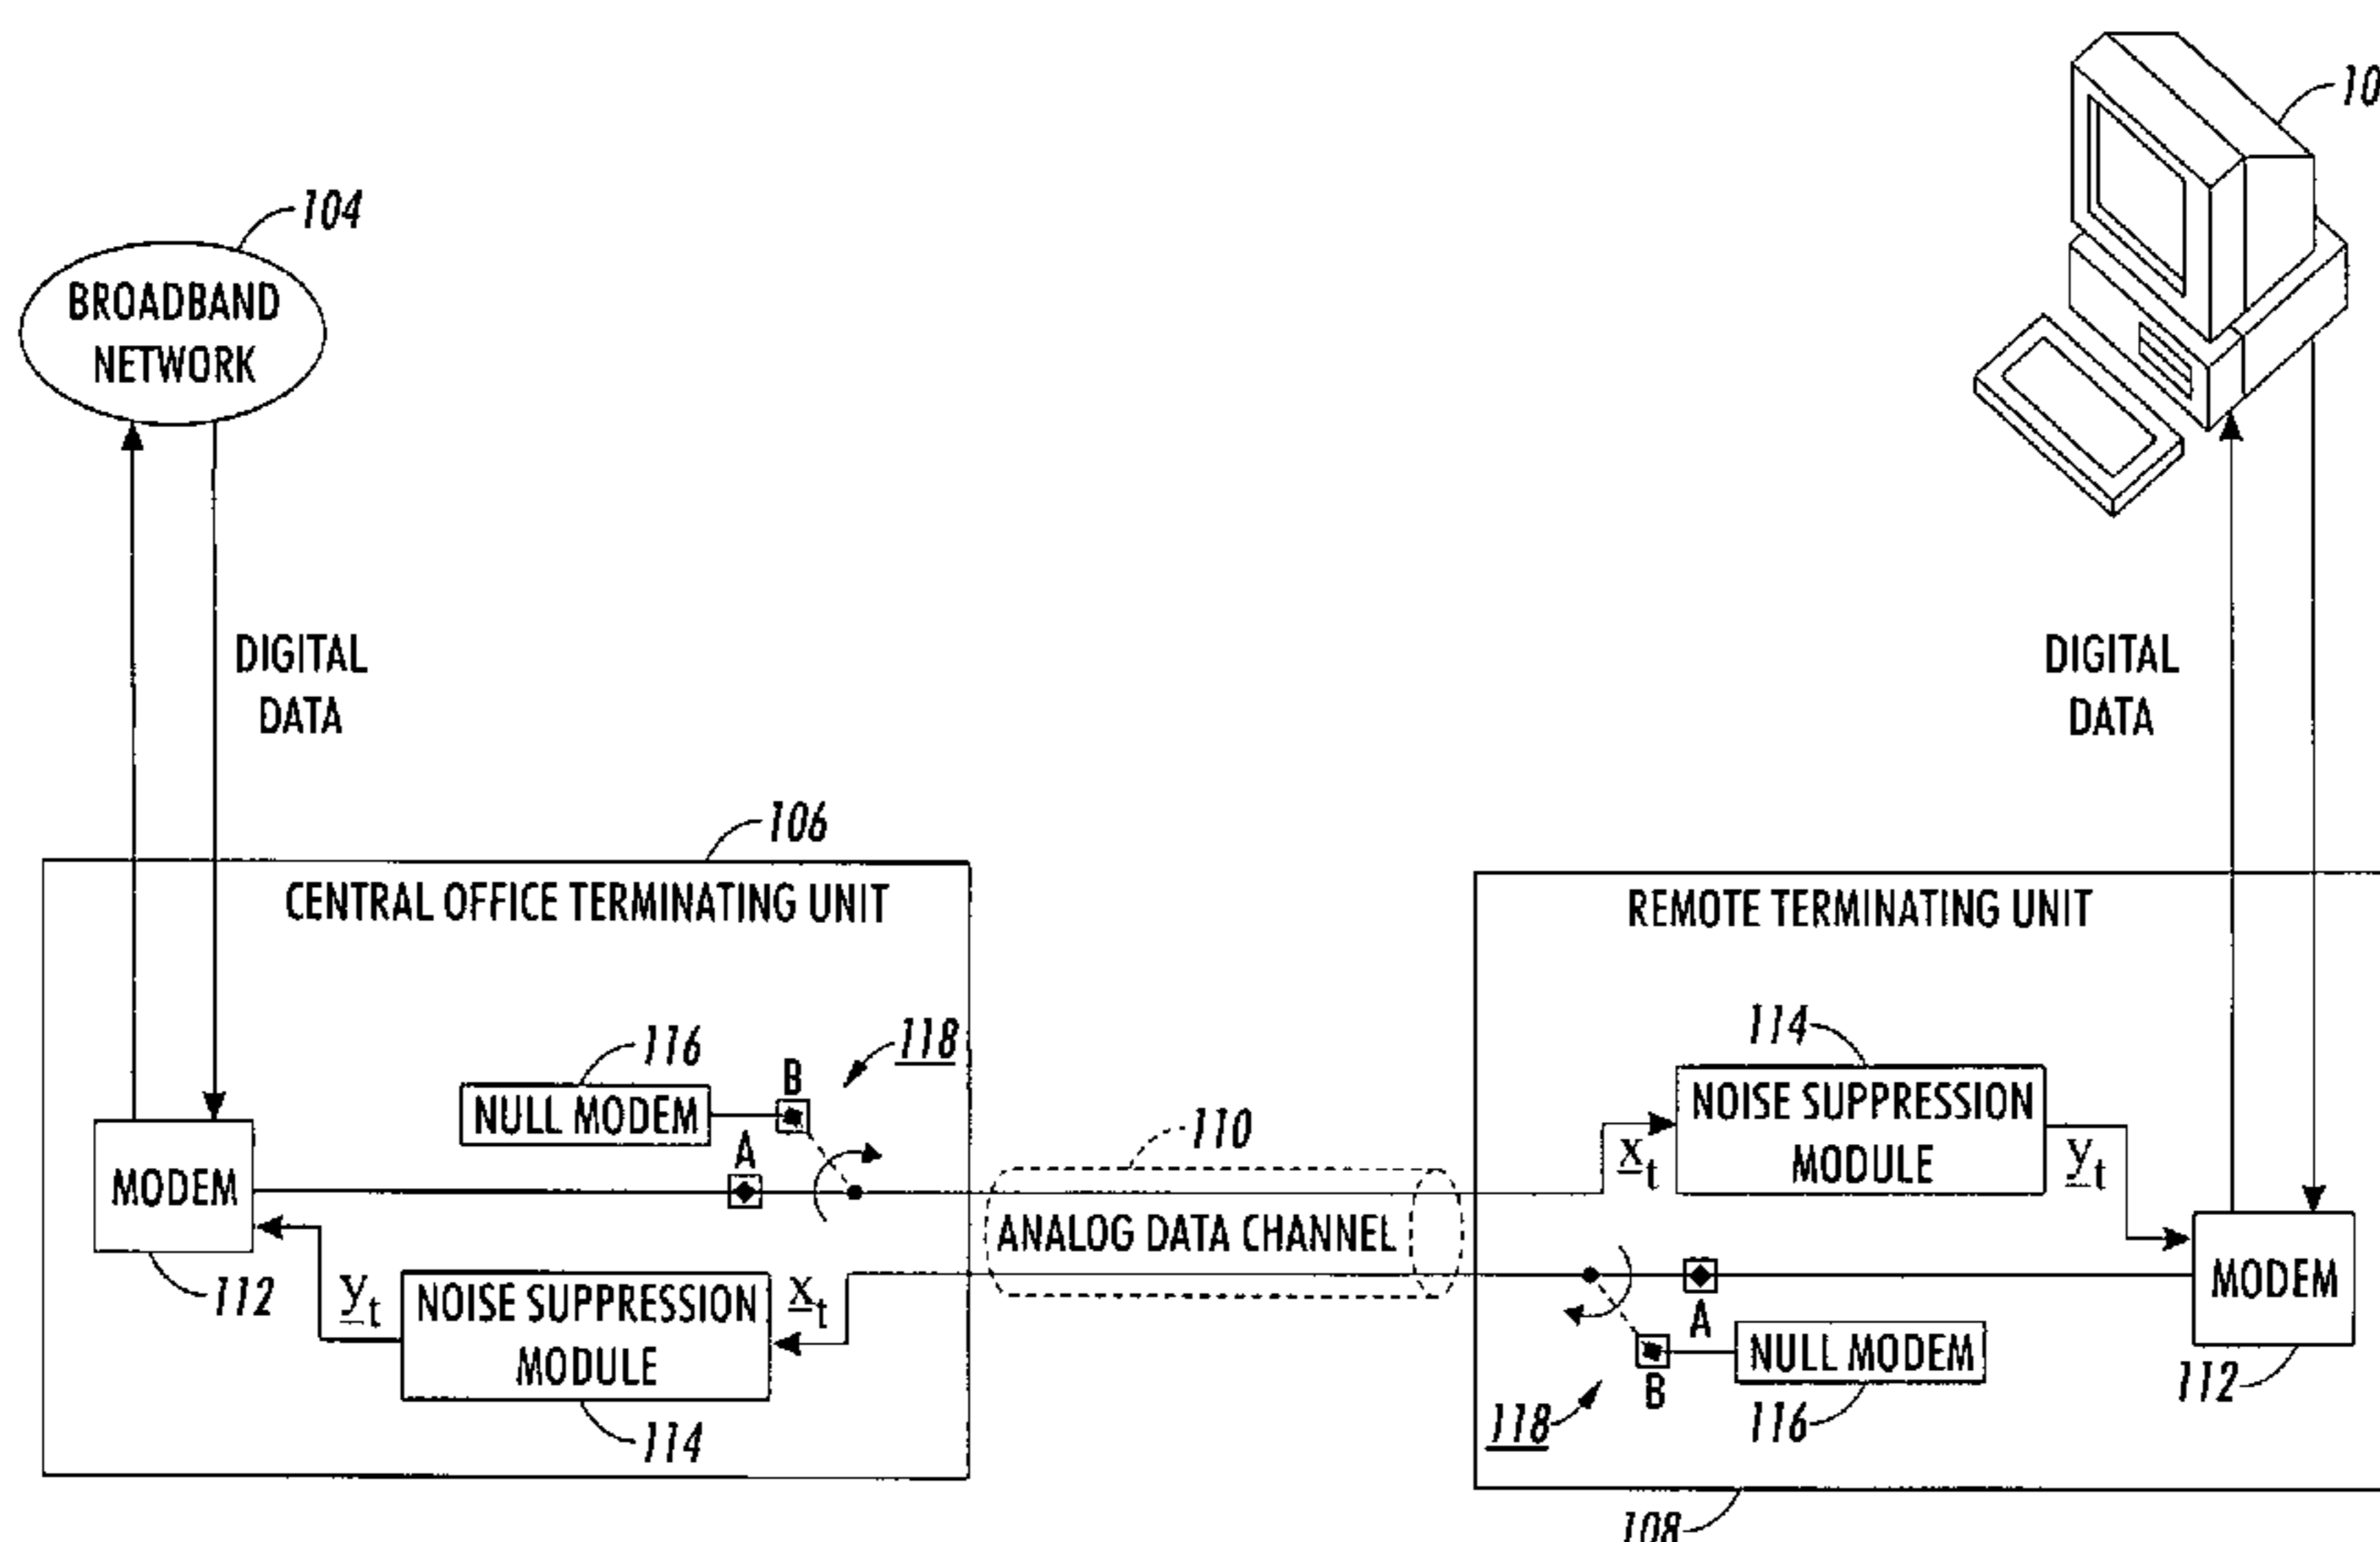 10
104
BROADBAND
NETWORK
DIGITAL
DATA
DIGITAL
DATA
106
CENTRAL OFFICE TERMINATING UNIT
REMOTE TERMINATING UNIT
116
118
B
NULL MODEM
A
MODEM
112
y_t
NOISE SUPPRESSION
MODULE
x_t
114
110
ANALOG DATA CHANNEL
114
NOISE SUPPRESSION
MODULE
x_t
y_t
MODEM
112
A
B
NULL MODEM
118
116
108